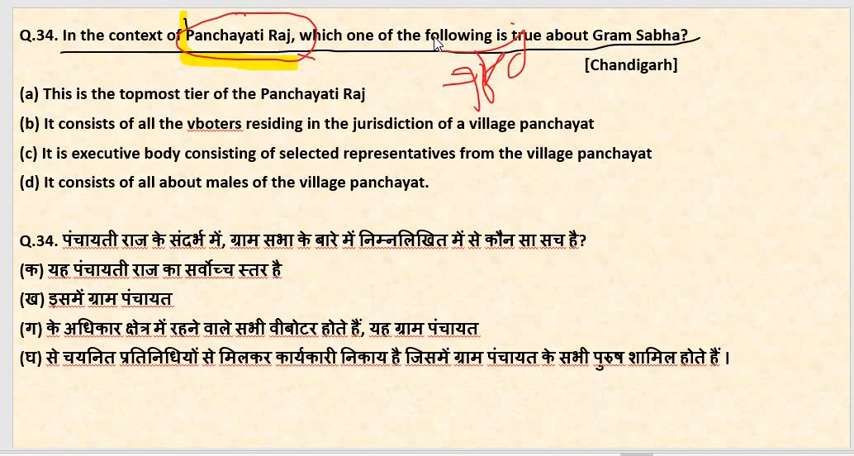 Q.34. In the context of Panchayati Raj, which one of the following is true about Gram Sabha?
[Chandigarh]
(a) This is the topmost tier of the Panchayati Raj
(b) It consists of all the vboters residing in the jurisdiction of a village panchayat
(c) It is executive body consisting of selected representatives from the village panchayat
(d) It consists of all about males of the village panchayat.
Q.34. पंचायती राज के संदर्भ में, ग्राम सभा के बारे में निम्नलिखित में से कौन सा सच है?
(क) यह पंचायती राज का सर्वोच्च स्तर है
(ख) इसमें ग्राम पंचायत
(ग) के अधिकार क्षेत्र में रहने वाले सभी वीबोटर होते हैं, यह ग्राम पंचायत
(घ) से चयनित प्रतिनिधियों से मिलकर कार्यकारी निकाय है जिसमें ग्राम पंचायत के सभी पुरुष शामिल होते हैं ।